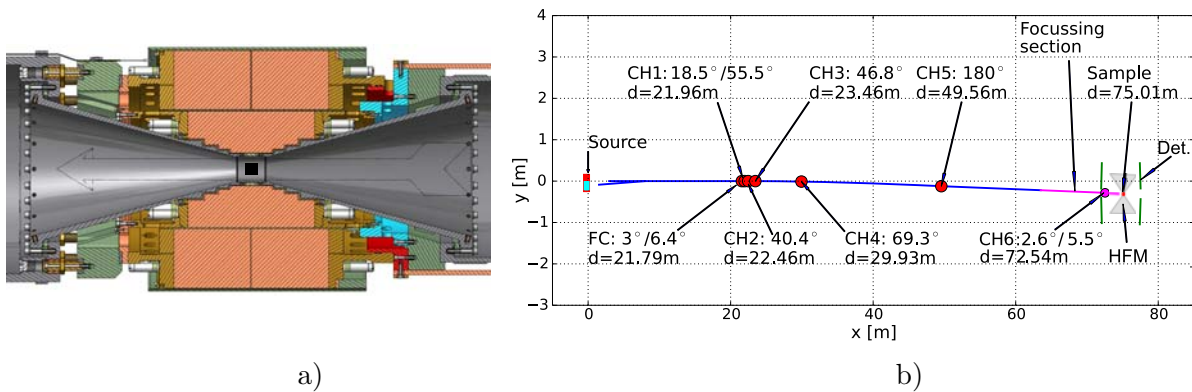 4
3
2
1
0
−1
−2
−3
y [m]
0
20
40
60
80
x [m]
Source
CH1: 18.5°/55.5°
d=21.96m
CH3: 46.8°
d=23.46m
CH5: 180°
d=49.56m
Focussing
section
Sample
d=75.01m
Det.
FC: 3°/6.4°
d=21.79m
CH2: 40.4°
d=22.46m
CH4: 69.3°
d=29.93m
CH6:2.6°/5.5°
d=72.54m
HFM
a)
b)